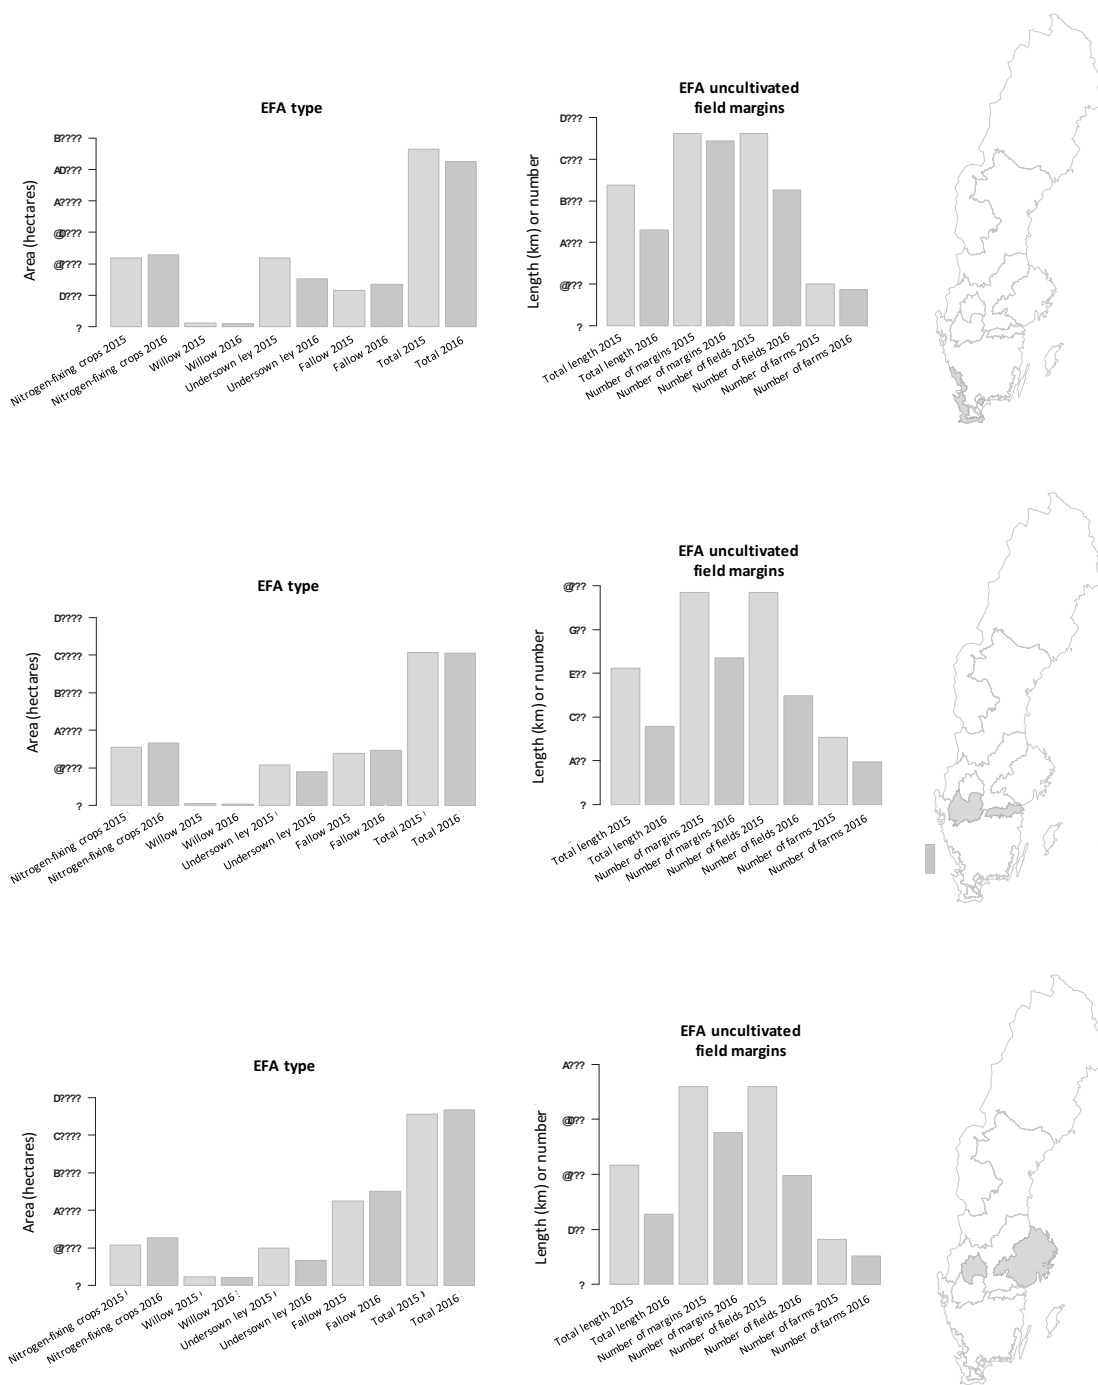 EFA type
Area (hectares)
B????
AD???
A????
@D???
@????
D???
?
Nitrogen-fixing crops 2015
Nitrogen-fixing crops 2016
Willow 2015
Willow 2016
Undersown ley 2015
Undersown ley 2016
Fallow 2015
Fallow 2016
Total 2015
Total 2016
EFA uncultivated
field margins
Length (km) or number
D???
C???
B???
A???
@???
?
Total length 2015
Total length 2016
Number of margins 2015
Number of margins 2016
Number of fields 2015
Number of fields 2016
Number of farms 2015
Number of farms 2016
EFA type
Area (hectares)
D????
C????
B????
A????
@????
?
Nitrogen-fixing crops 2015
Nitrogen-fixing crops 2016
Willow 2015
Willow 2016
Undersown ley 2015
Undersown ley 2016
Fallow 2015
Fallow 2016
Total 2015
Total 2016
EFA uncultivated
field margins
Length (km) or number
@???
G??
E??
C??
A??
?
Total length 2015
Total length 2016
Number of margins 2015
Number of margins 2016
Number of fields 2015
Number of fields 2016
Number of farms 2015
Number of farms 2016
EFA type
Area (hectares)
D????
C????
B????
A????
@????
?
Nitrogen-fixing crops 2015
Nitrogen-fixing crops 2016
Willow 2015
Willow 2016
Undersown ley 2015
Undersown ley 2016
Fallow 2015
Fallow 2016
Total 2015
Total 2016
EFA uncultivated
field margins
Length (km) or number
A???
@D??
@???
D??
?
Total length 2015
Total length 2016
Number of margins 2015
Number of margins 2016
Number of fields 2015
Number of fields 2016
Number of farms 2015
Number of farms 2016